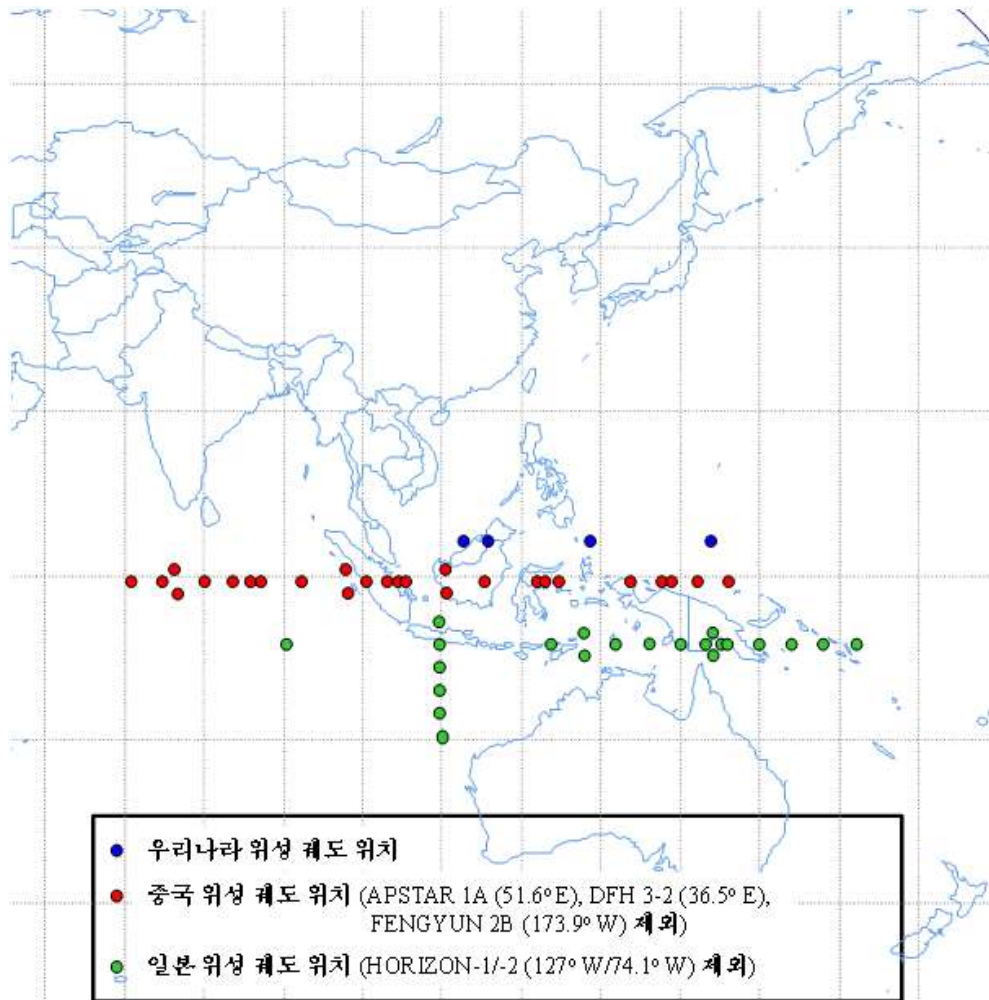 우리나라 위성 궤도 위치
중국 위성 궤도 위치 (APSTAR 1A (51.6º E), DFH 3-2 (36.5º E),
FENGYUN 2B (173.9º W) 제외)
일본 위성 궤도 위치 (HORIZON-1/-2 (127º W/74.1º W) 제외)